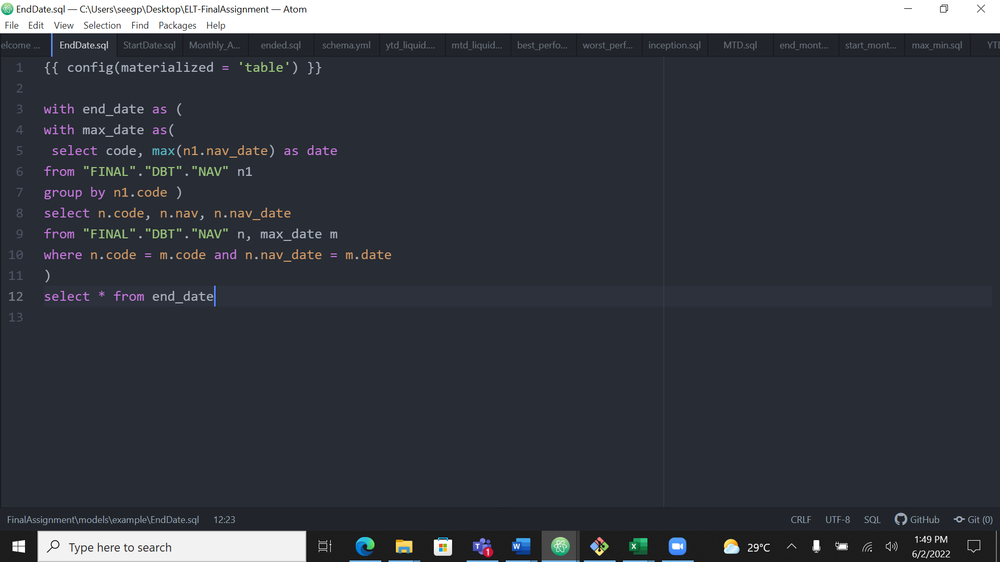 EndDate.sql — C:\Users\seegp\Desktop\ELT-FinalAssignment — Atom
File Edit View Selection Find Packages Help
elcome ... EndDate.sql StartDate.sql Monthly_A... ended.sql schema.yml ytd_liquid.... mtd_liquid... best_perfo... worst_perf... inception.sql MTD.sql end_mont... start_mont... max_min.sql YTD
1 {{ config(materialized = 'table') }}
2
3 with end_date as (
4 with max_date as(
5 select code, max(n1.nav_date) as date
6 from "FINAL"."DBT"."NAV" n1
7 group by n1.code )
8 select n.code, n.nav, n.nav_date
9 from "FINAL"."DBT"."NAV" n, max_date m
10 where n.code = m.code and n.nav_date = m.date
11 )
12 select * from end_date
13
FinalAssignment\models\example\EndDate.sql 12:23 CRLF UTF-8 SQL GitHub Git (0)
Type here to search
T 1 W X
29°C
1:49 PM
6/2/2022